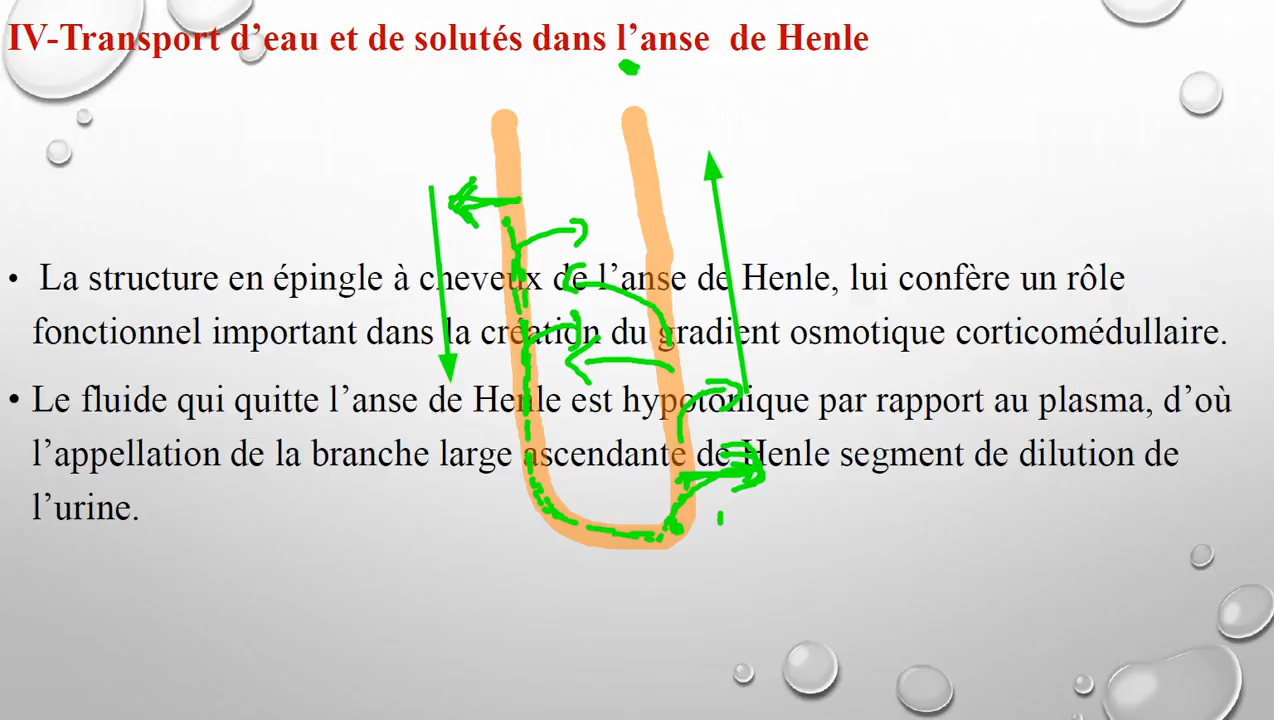 IV-Transport d’eau et de solutés dans l’anse de Henle
• La structure en épingle à cheveux de l’anse de Henle, lui confère un rôle
fonctionnel important dans la création du gradient osmotique corticomédullaire.
• Le fluide qui quitte l’anse de Henle est hypotonique par rapport au plasma, d’où
l’appellation de la branche large ascendante de Henle segment de dilution de
l’urine.